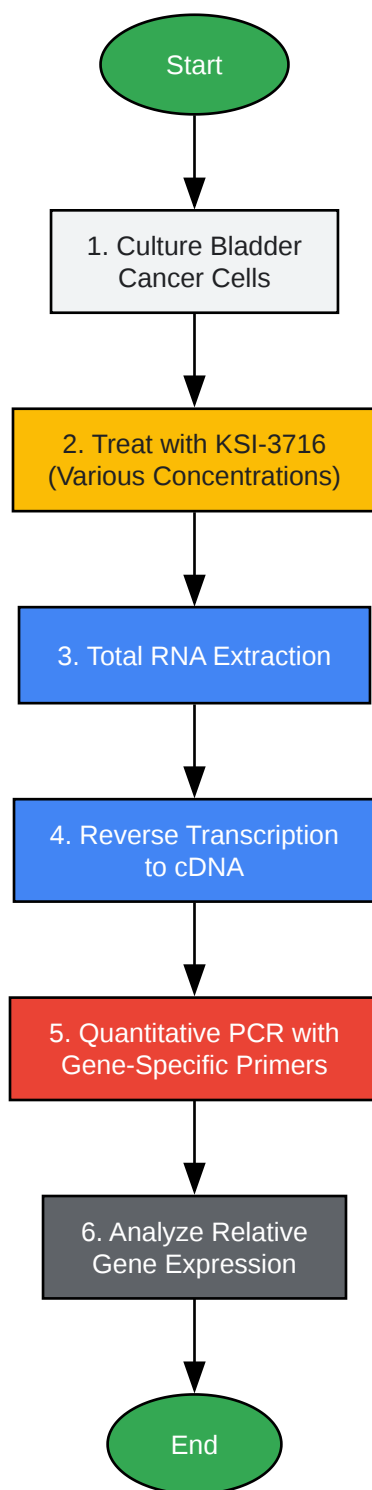 Start
1. Culture Bladder
Cancer Cells
2. Treat with KSI-3716
(Various Concentrations)
3. Total RNA Extraction
4. Reverse Transcription
to cDNA
5. Quantitative PCR with
Gene-Specific Primers
6. Analyze Relative
Gene Expression
End